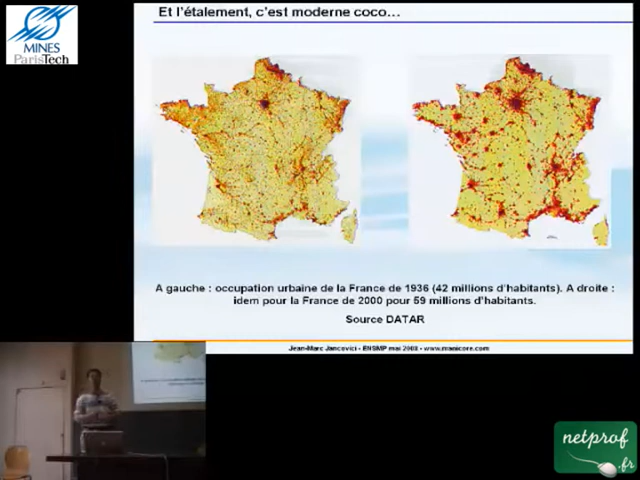 Et l'étalement, c'est moderne coco…
MINES
ParisTech
A gauche : occupation urbaine de la France de 1936 (42 millions d'habitants). A droite :
idem pour la France de 2000 pour 59 millions d'habitants.
Source DATAR
Jean-Marc Jancovici - ENSMP mai 2008 - www.manicore.com
netprof
.fr